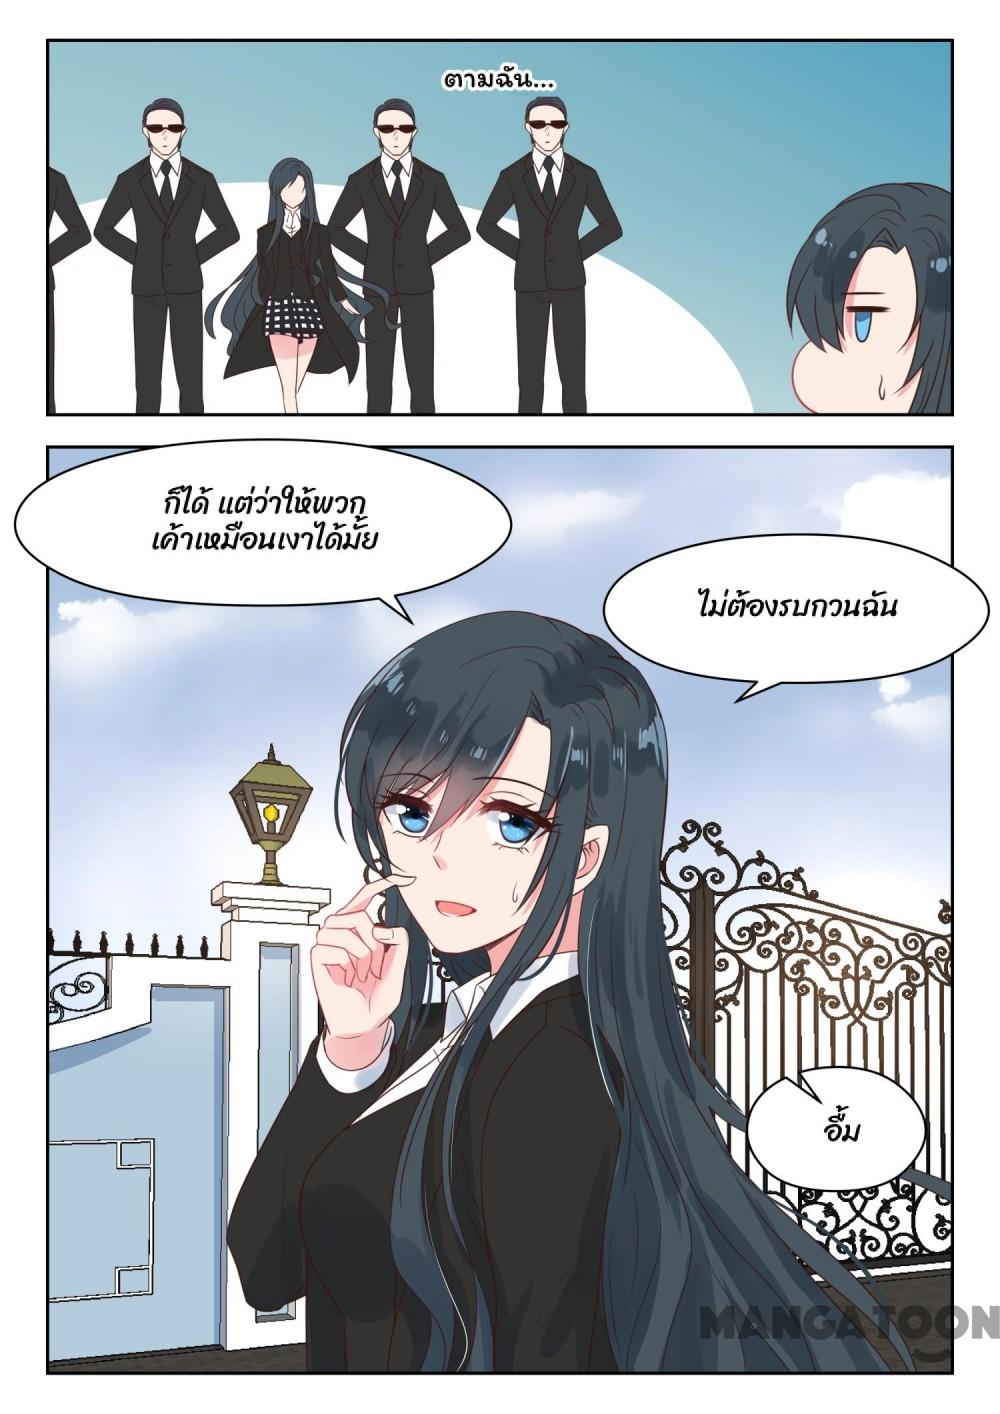 ตามฉัน...
ก็ได้ แต่ว่าให้พวก
เค้าเหมือนเงาได้มั้ย
ไม่ต้องรบกวนฉัน
อื้ม
MANGATOON